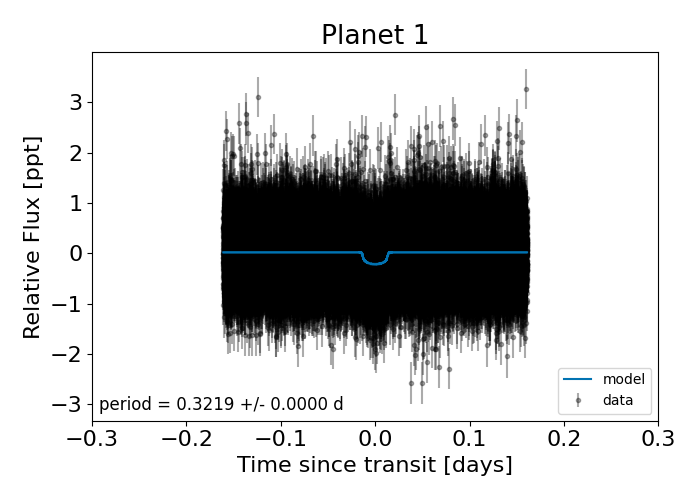 Planet 1
Relative Flux [ppt]
3
2
1
0
−1
−2
−3
period = 0.3219 +/- 0.0000 d
model
data
−0.3
−0.2
−0.1
0.0
0.1
0.2
0.3
Time since transit [days]